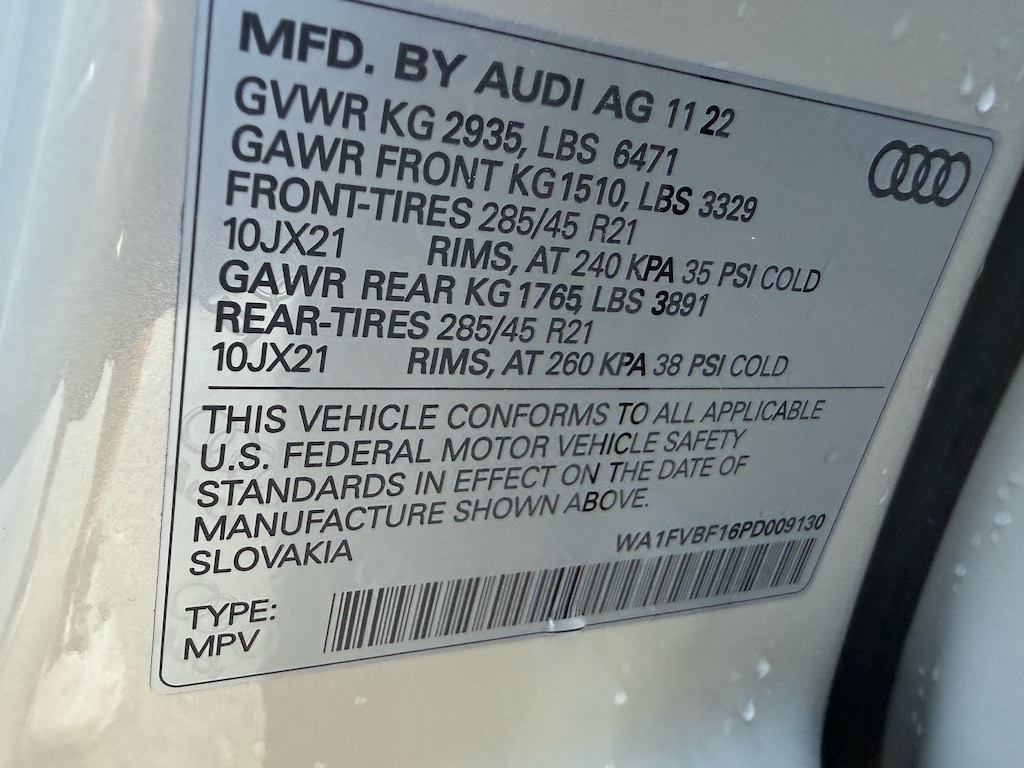 MFD. BY AUDI AG 11 22
GVWR KG 2935, LBS 6471
GAWR FRONT KG 1510, LBS 3329
FRONT-TIRES 285/45 R21
10JX21 RIMS, AT 240 KPA 35 PSI COLD
GAWR REAR KG 1765, LBS 3891
REAR-TIRES 285/45 R21
10JX21 RIMS, AT 260 KPA 38 PSI COLD
THIS VEHICLE CONFORMS TO ALL APPLICABLE
U.S. FEDERAL MOTOR VEHICLE SAFETY
STANDARDS IN EFFECT ON THE DATE OF
MANUFACTURE SHOWN ABOVE.
SLOVAKIA
WA1FVBF16PD009130
TYPE:
MPV